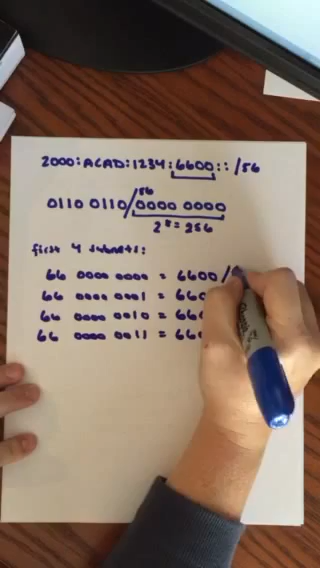 2000:ACAD:1234:6600::/56
0110 0110/0000 0000
56
2⁸=256
first 4 subnets:
66 0000 0000 = 6600/
66 0000 0001 = 660
66 0000 0010 = 66
66 0000 0011 = 66